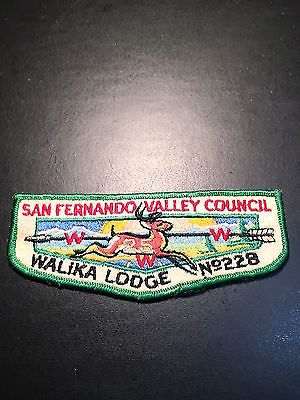 SAN FERNANDO VALLEY COUNCIL
W W
W
WALIKA LODGE Nº228